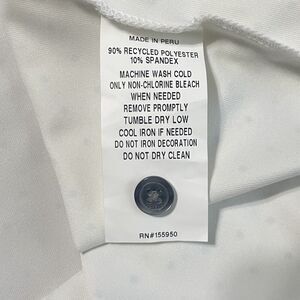 MADE IN PERU
90% RECYCLED POLYESTER
10% SPANDEX
MACHINE WASH COLD
ONLY NON-CHLORINE BLEACH
WHEN NEEDED
REMOVE PROMPTLY
TUMBLE DRY LOW
COOL IRON IF NEEDED
DO NOT IRON DECORATION
DO NOT DRY CLEAN
RN#155950